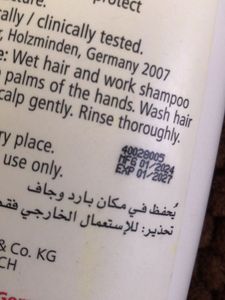 protect
ally / clinically tested.
, Holzminden, Germany 2007
e: Wet hair and work shampoo
palms of the hands. Wash hair
calp gently. Rinse thoroughly.
ry place.
use only.
40028005
MFG 01/2024
EXP 01/2027
يُحفظ في مكان بارد وجاف
تحذير: للإستعمال الخارجي فقط
& Co. KG
CH
Ger